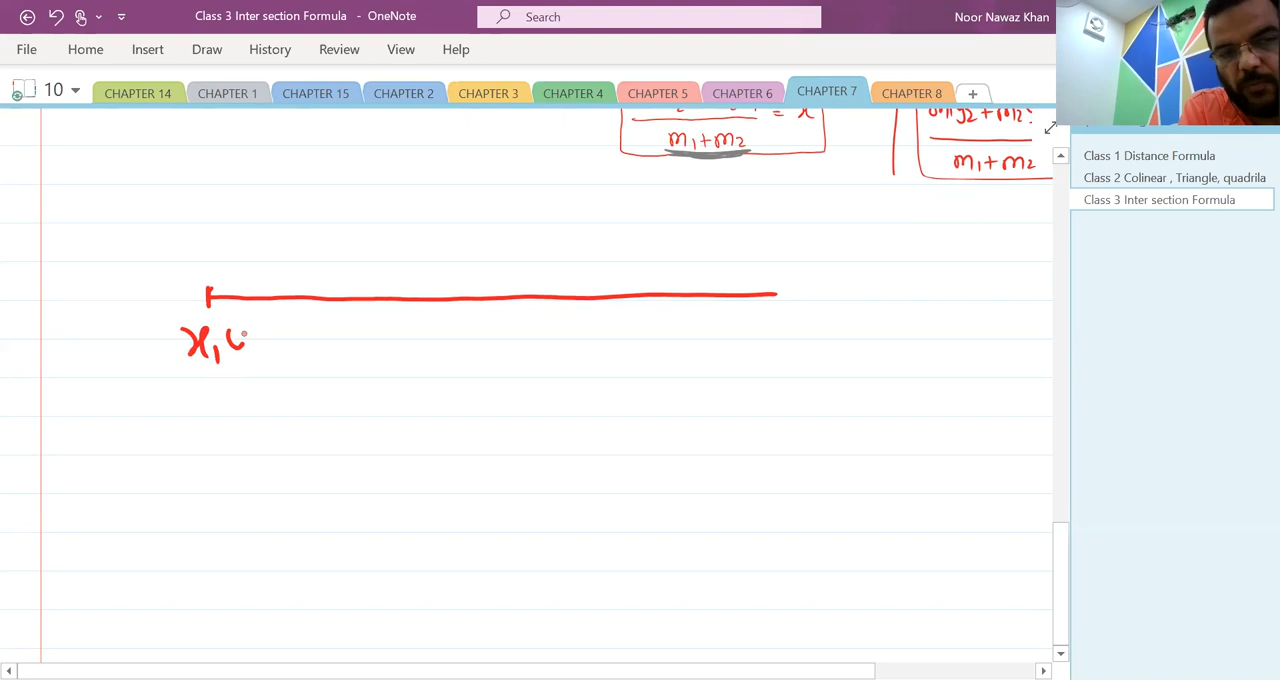 Class 3 Inter section Formula - OneNote
Search
Noor Nawaz Khan
File Home Insert Draw History Review View Help
10 CHAPTER 14 CHAPTER 1 CHAPTER 15 CHAPTER 2 CHAPTER 3 CHAPTER 4 CHAPTER 5 CHAPTER 6 CHAPTER 7 CHAPTER 8 +
= x
m₁+m₂
m₁+m₂
Class 1 Distance Formula
Class 2 Colinear , Triangle, quadrila
Class 3 Inter section Formula
x₁